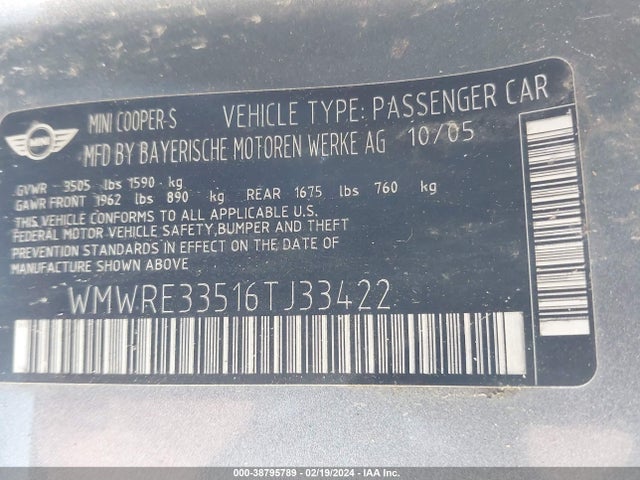 MINI COOPER-S VEHICLE TYPE: PASSENGER CAR
MINI
MFD BY BAYERISCHE MOTOREN WERKE AG 10/05
GVWR - 3505 lbs 1590 kg
GAWR FRONT 1962 lbs 890 kg REAR 1675 lbs 760 kg
THIS VEHICLE CONFORMS TO ALL APPLICABLE U.S.
FEDERAL MOTOR VEHICLE SAFETY,BUMPER AND THEFT
PREVENTION STANDARDS IN EFFECT ON THE DATE OF
MANUFACTURE SHOWN ABOVE
WMWRE33516TJ33422
000-38795789 - 02/19/2024 - IAA Inc.